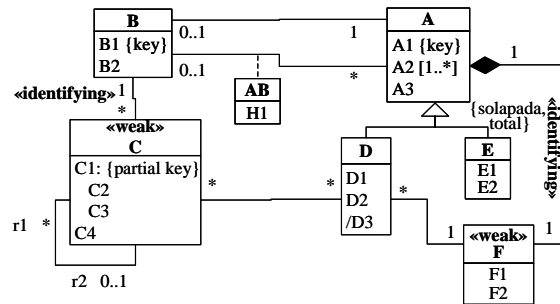 B
B1 {key}
B2
0..1
1
0..1
*
A
A1 {key}
A2 [1..*]
A3
1
«identifying»
1
*
AB
H1
{solapada,
total}
«identifying»
«weak»
C
C1: {partial key}
C2
C3
C4
*
*
r1
*
r2
0..1
D
D1
D2
/D3
*
E
E1
E2
1
1
«weak»
F
F1
F2